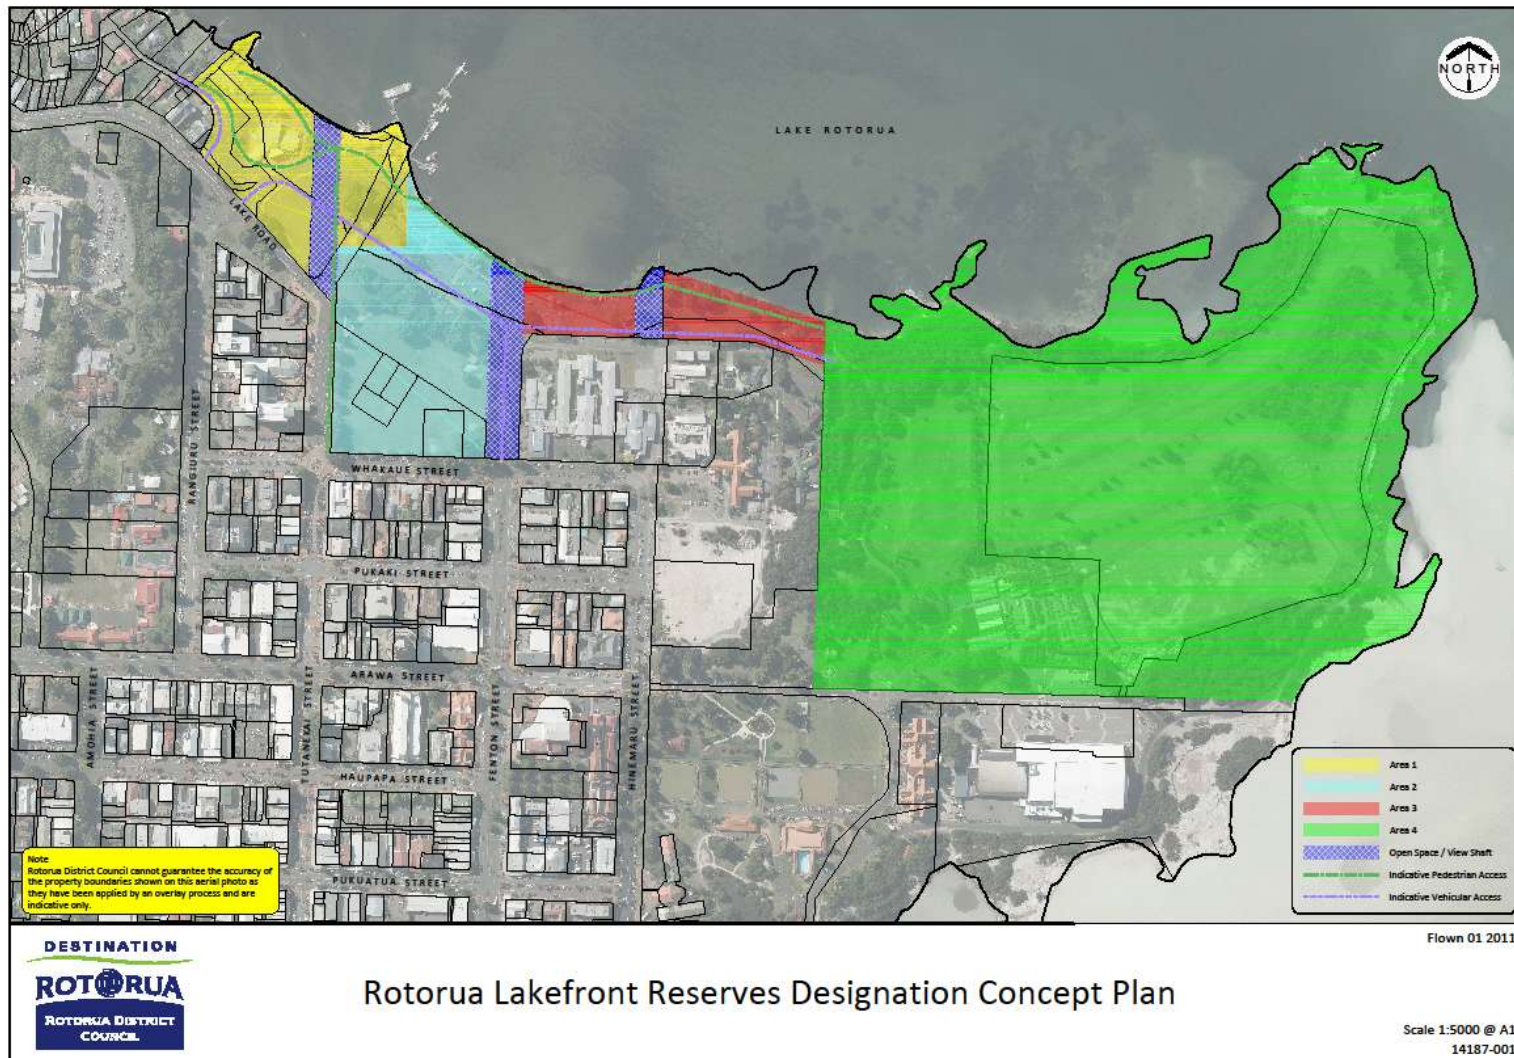 NORTH
LAKE ROTORUA
LAKE ROAD
RANGIURU STREET
WHAKAUE STREET
PUKAKI STREET
ARAWA STREET
AMOHIA STREET
TUTANEKAI STREET
FENTON STREET
HINEMARU STREET
HAUPAPA STREET
PUKUATUA STREET
Area 1
Area 2
Area 3
Area 4
Open Space / View Shaft
Indicative Pedestrian Access
Indicative Vehicular Access
Note
Rotorua District Council cannot guarantee the accuracy of
the property boundaries shown on this aerial photo as
they have been applied by an overlay process and are
indicative only.
Flown 01 2011
DESTINATION
ROTORUA
ROTORUA DISTRICT
COUNCIL
Rotorua Lakefront Reserves Designation Concept Plan
Scale 1:5000 @ A1
14187-001